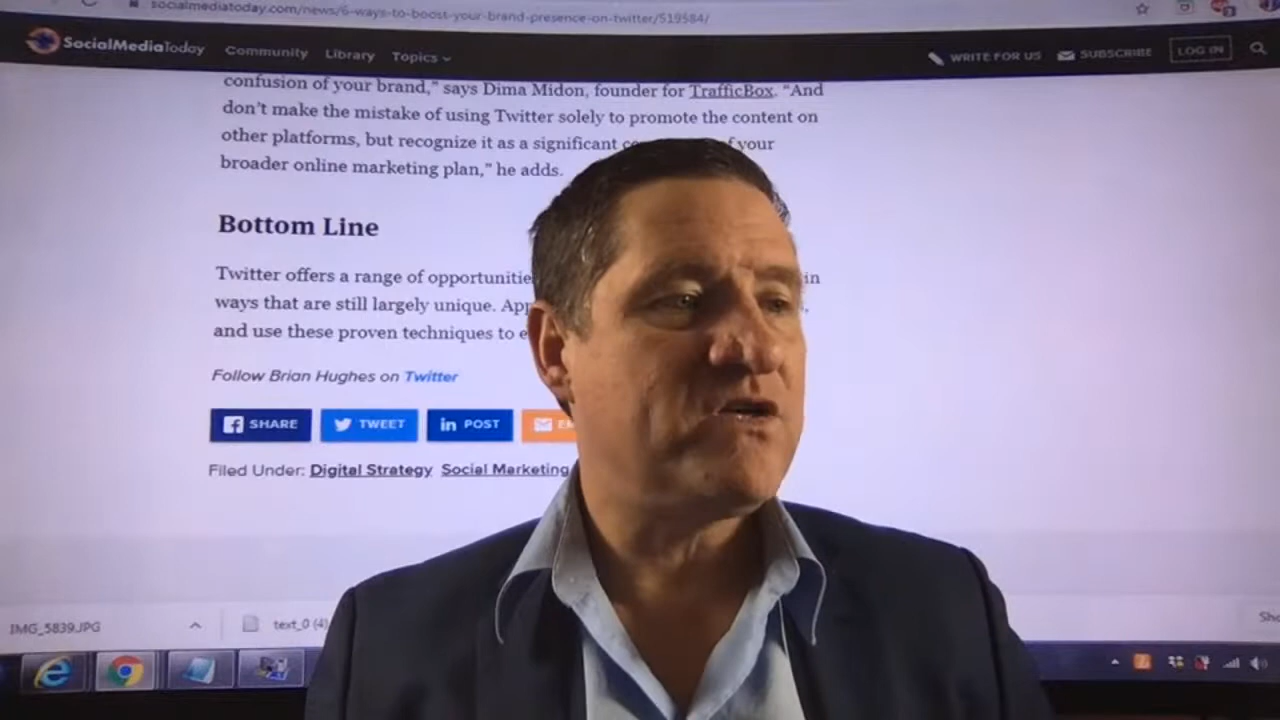 socialmediatoday.com/news/6-ways-to-boost-your-brand-presence-on-twitter/519584/
SocialMediaToday Community Library Topics WRITE FOR US SUBSCRIBE LOG IN
confusion of your brand," says Dima Midon, founder for TrafficBox. "And
don't make the mistake of using Twitter solely to promote the content on
other platforms, but recognize it as a significant of your
broader online marketing plan," he adds.
Bottom Line
Twitter offers a range of in
ways that are still largely unique.
and use these proven techniques to
Follow Brian Hughes on Twitter
SHARE TWEET in POST
Filed Under: Digital Strategy Social Marketing
IMG_5839.JPG text_0 (4)